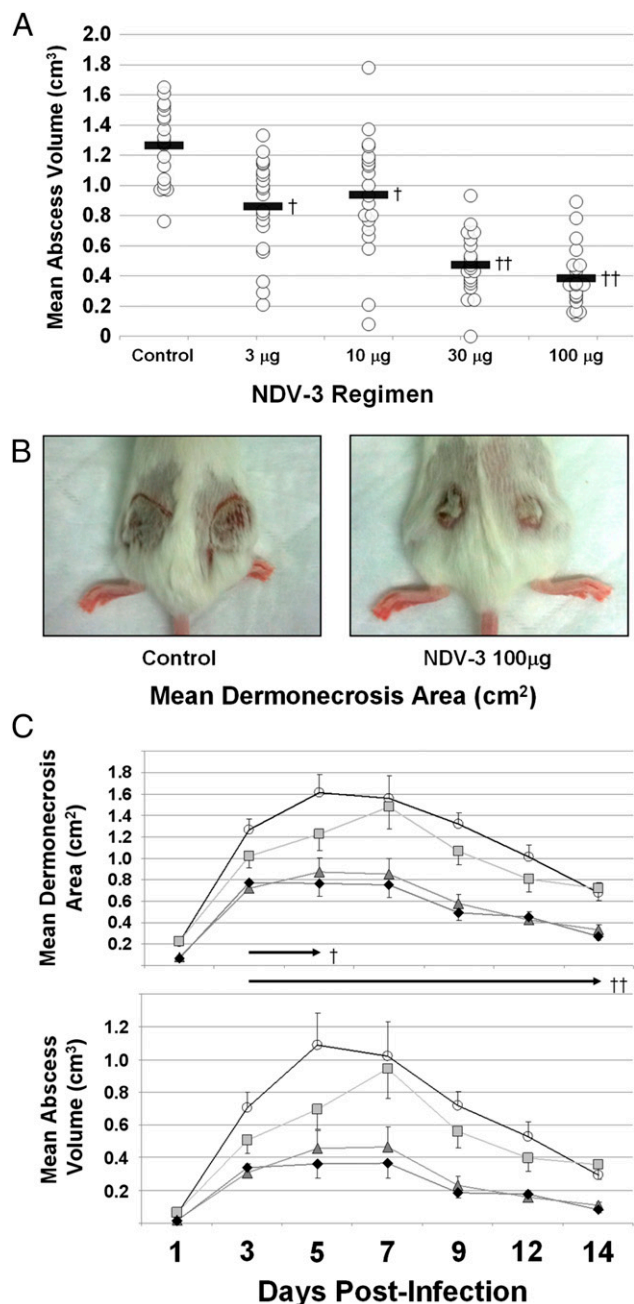 A
Mean Abscess Volume (cm³)
2.0
1.8
1.6
1.4
1.2
1.0
0.8
0.6
0.4
0.2
0
†
†
††
††
Control
3 µg
10 µg
30 µg
100 µg
NDV-3 Regimen
B
Control
NDV-3 100µg
Mean Dermonecrosis Area (cm²)
C
Mean Dermonecrosis
Area (cm²)
1.8
1.6
1.4
1.2
1.0
0.8
0.6
0.4
0.2
†
††
Mean Abscess
Volume (cm³)
1.2
1.0
0.8
0.6
0.4
0.2
1 3 5 7 9 12 14
Days Post-Infection